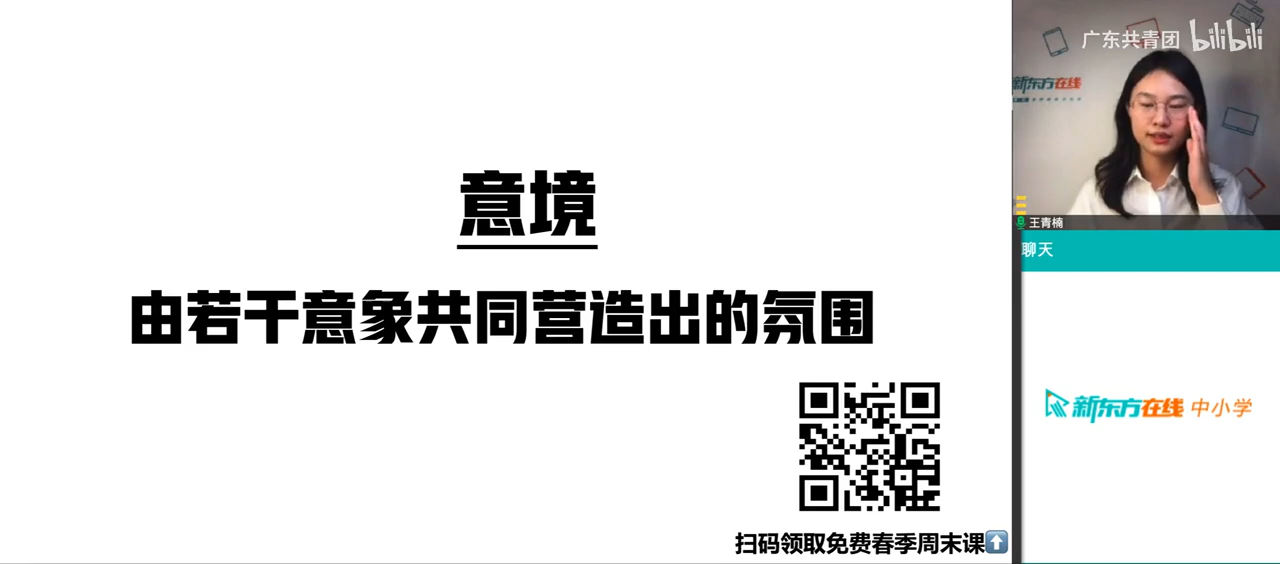 意境
由若干意象共同营造出的氛围
扫码领取免费春季周末课
广东共青团 bilibili
新东方在线
王青楠
聊天
新东方在线 中小学